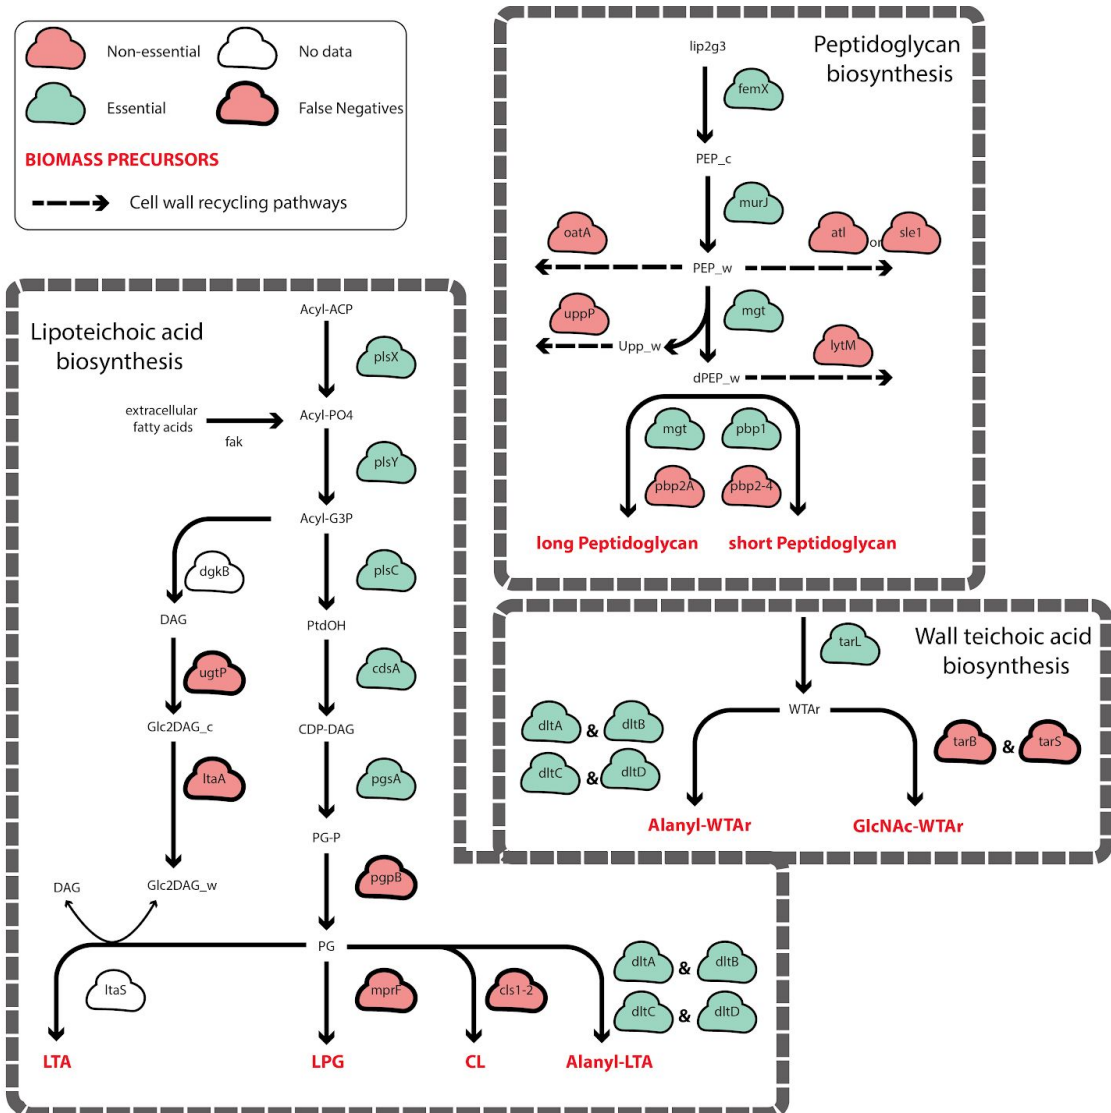 Non-essential
No data
Essential
False Negatives
BIOMASS PRECURSORS
Cell wall recycling pathways
Peptidoglycan
biosynthesis
lip2g3
femX
PEP_c
murJ
oatA
atl
or
sle1
PEP_w
mgt
uppP
Upp_w
lytM
dPEP_w
mgt
pbp1
pbp2A
pbp2-4
long Peptidoglycan
short Peptidoglycan
Lipoteichoic acid
biosynthesis
Acyl-ACP
plsX
extracellular
fatty acids
fak
Acyl-PO4
plsY
Acyl-G3P
dgkB
plsC
DAG
PtdOH
ugtP
cdsA
Glc2DAG_c
CDP-DAG
ltaA
pgsA
PG-P
pgpB
DAG
Glc2DAG_w
PG
ltaS
mprF
cls1-2
dltA & dltB
dltC & dltD
LTA
LPG
CL
Alanyl-LTA
Wall teichoic acid
biosynthesis
tarL
WTAr
dltA & dltB
dltC & dltD
tarB & tarS
Alanyl-WTAr
GlcNAc-WTAr